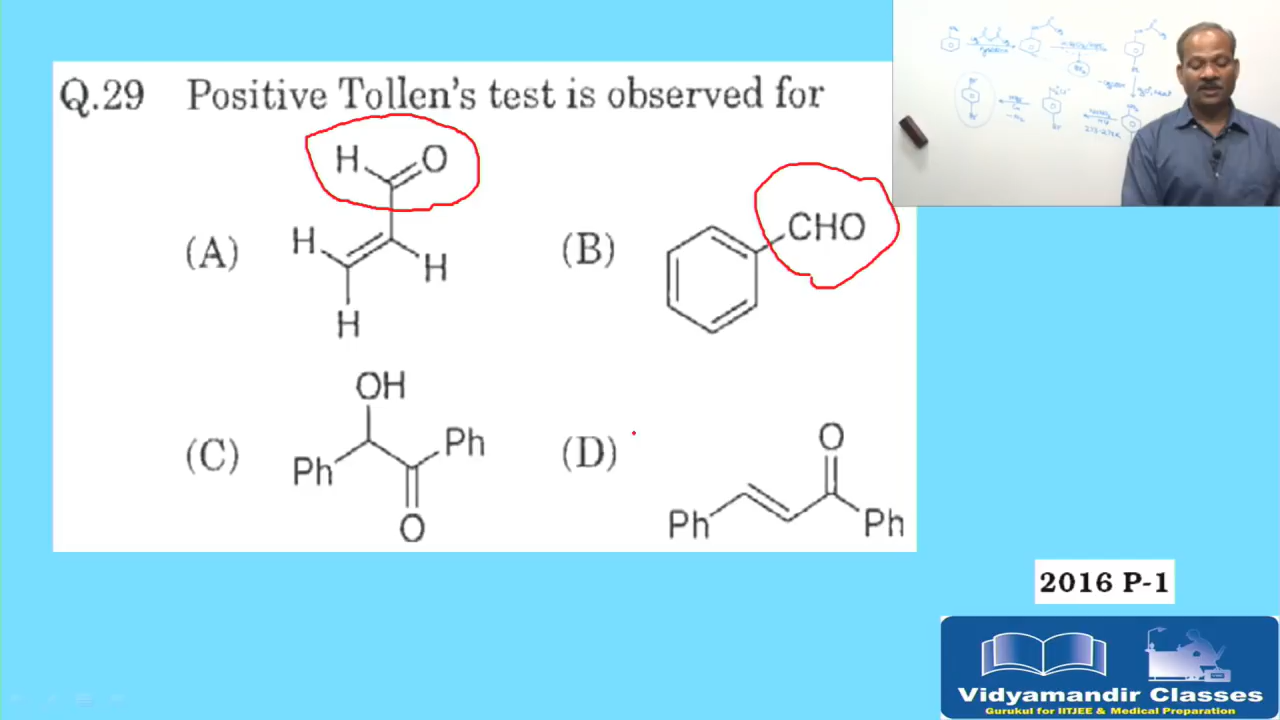 Q.29 Positive Tollen's test is observed for
(A)
H
O
H
H
H
(B)
CHO
(C)
OH
Ph
Ph
O
(D)
O
Ph
Ph
2016 P-1
Vidyamandir Classes
Gurukul for IITJEE & Medical Preparation